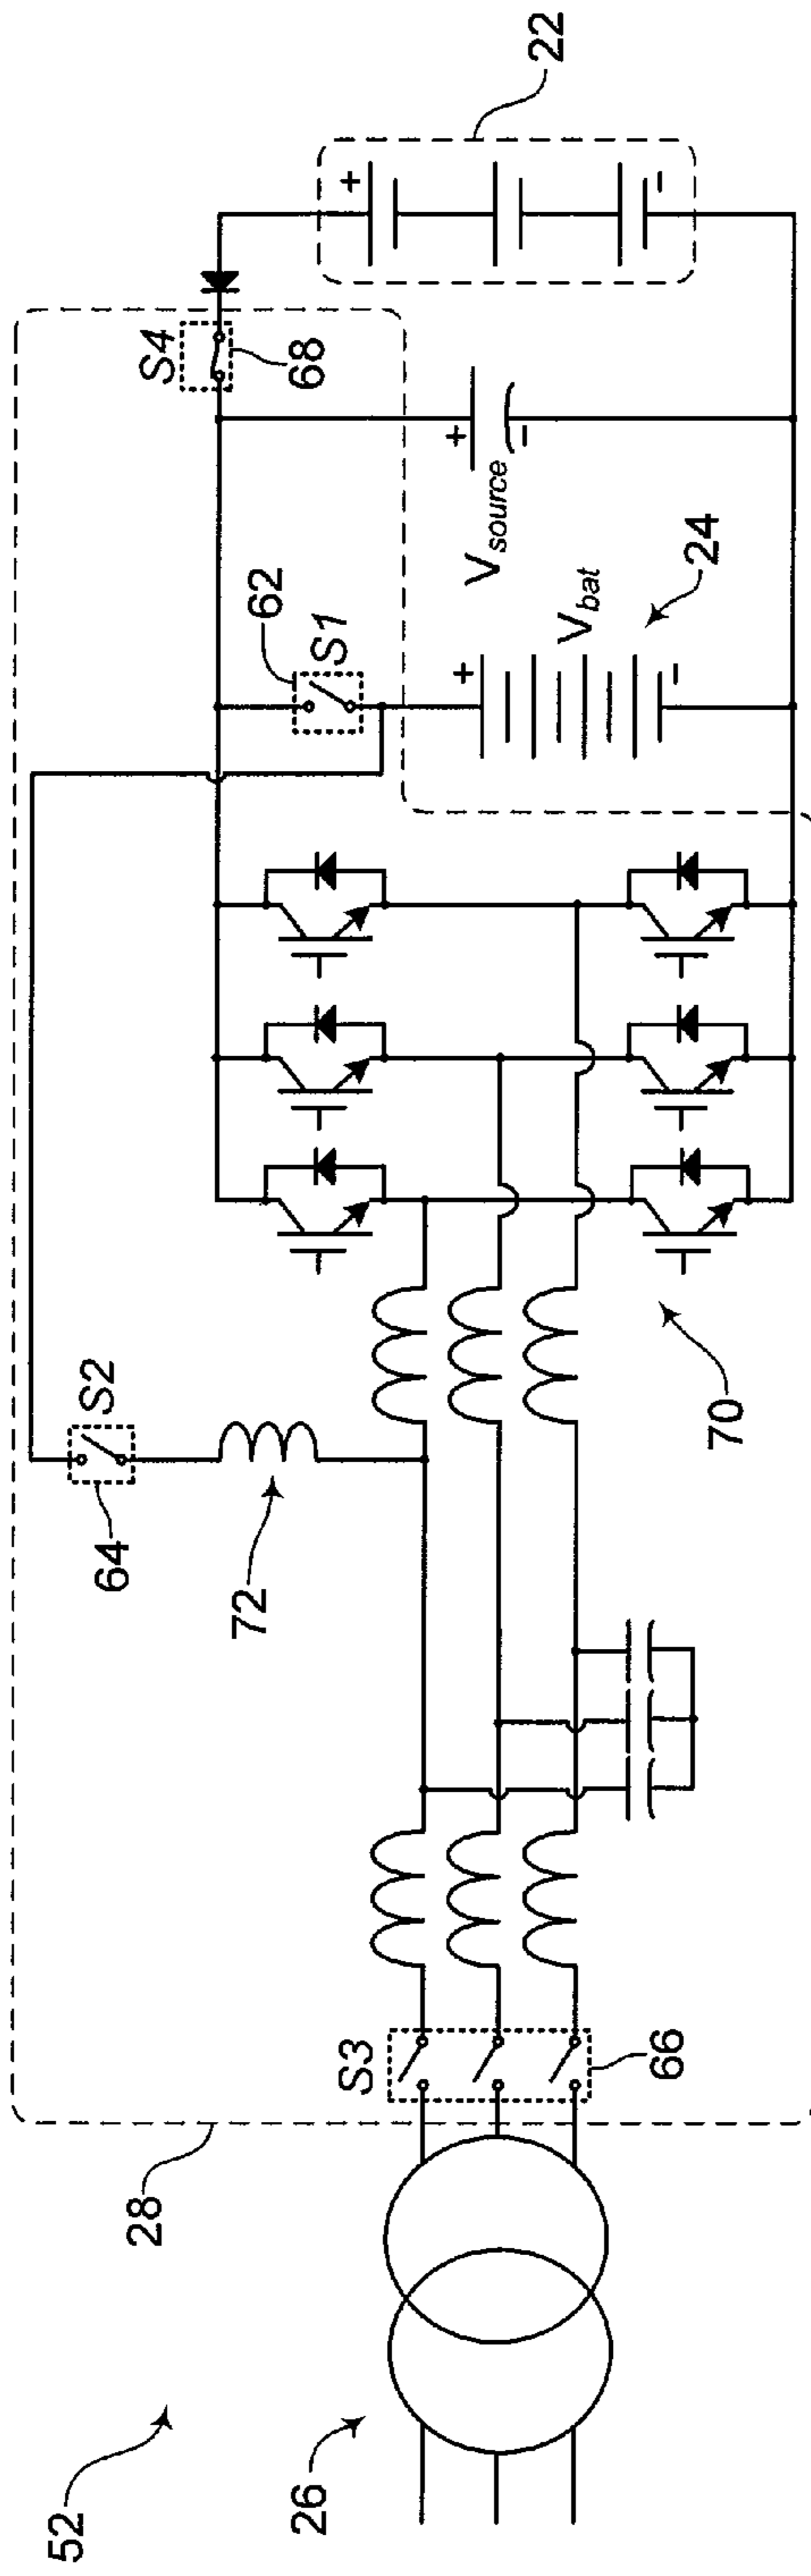 52
26
28
S3
66
64
S2
72
70
62
S1
V_bat
24
V_source
S4
68
22
+
-
+
-
+
-